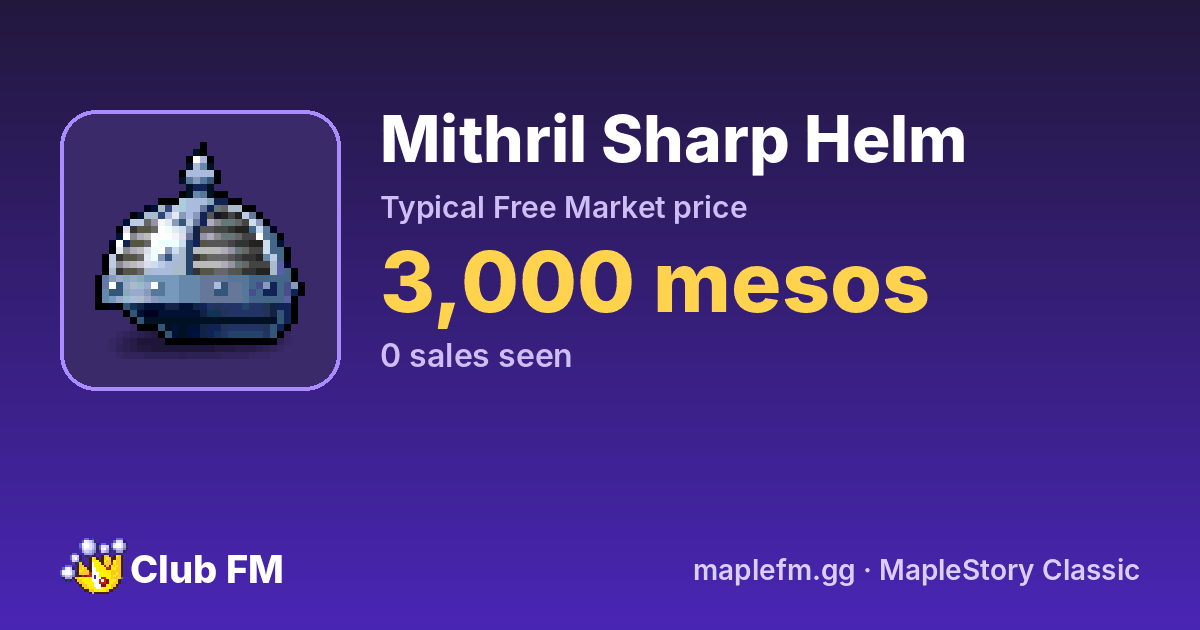 Mithril Sharp Helm
Typical Free Market price
3,000 mesos
0 sales seen
Club FM
maplefm.gg · MapleStory Classic